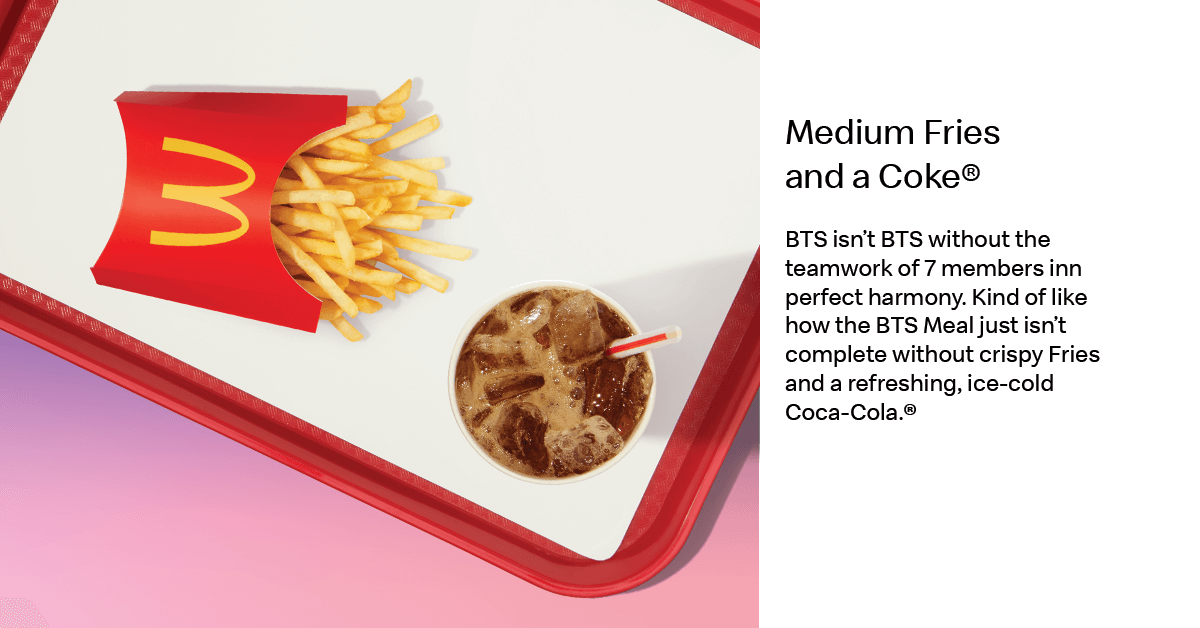 Medium Fries
and a Coke®
BTS isn’t BTS without the
teamwork of 7 members inn
perfect harmony. Kind of like
how the BTS Meal just isn’t
complete without crispy Fries
and a refreshing, ice-cold
Coca-Cola.®